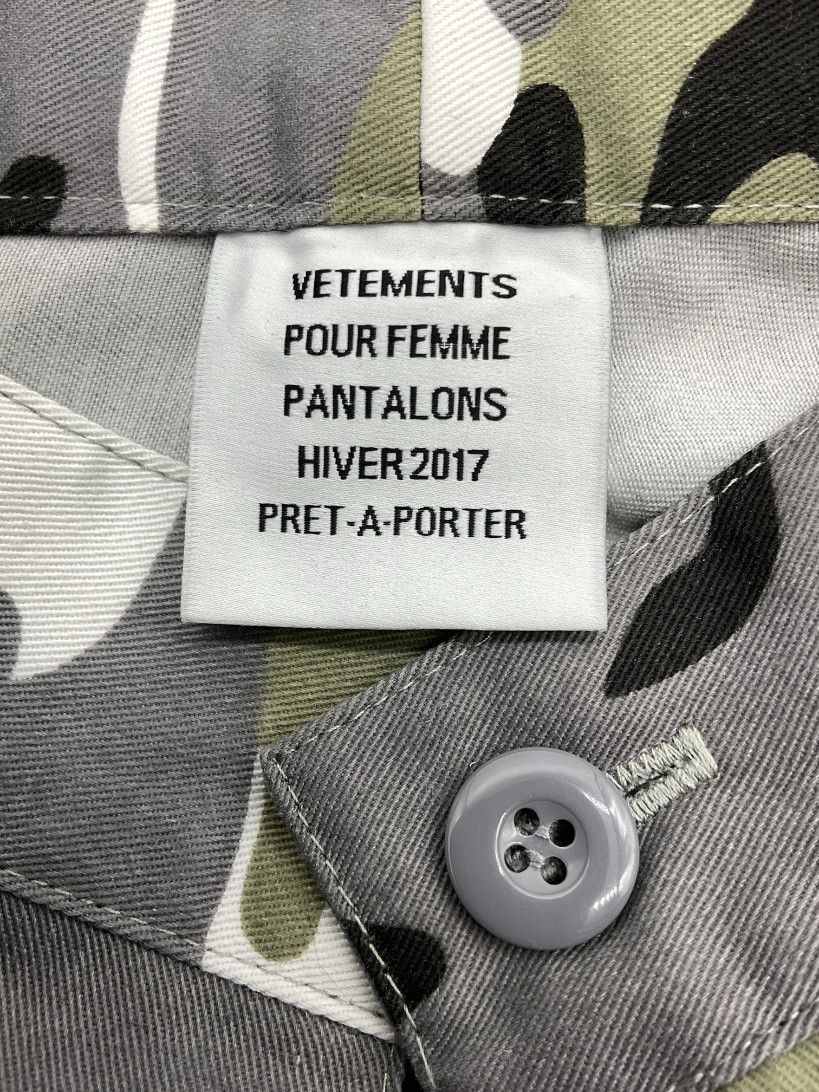 VETEMENTS
POUR FEMME
PANTALONS
HIVER 2017
PRET-A-PORTER